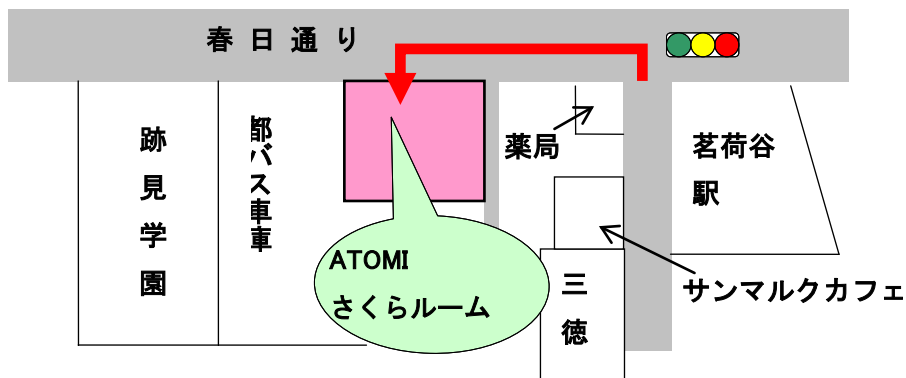 春日通り
跡見学園
都バス車車
薬局
茗荷谷
駅
ATOMI
さくらルーム
三徳
サンマルクカフェ